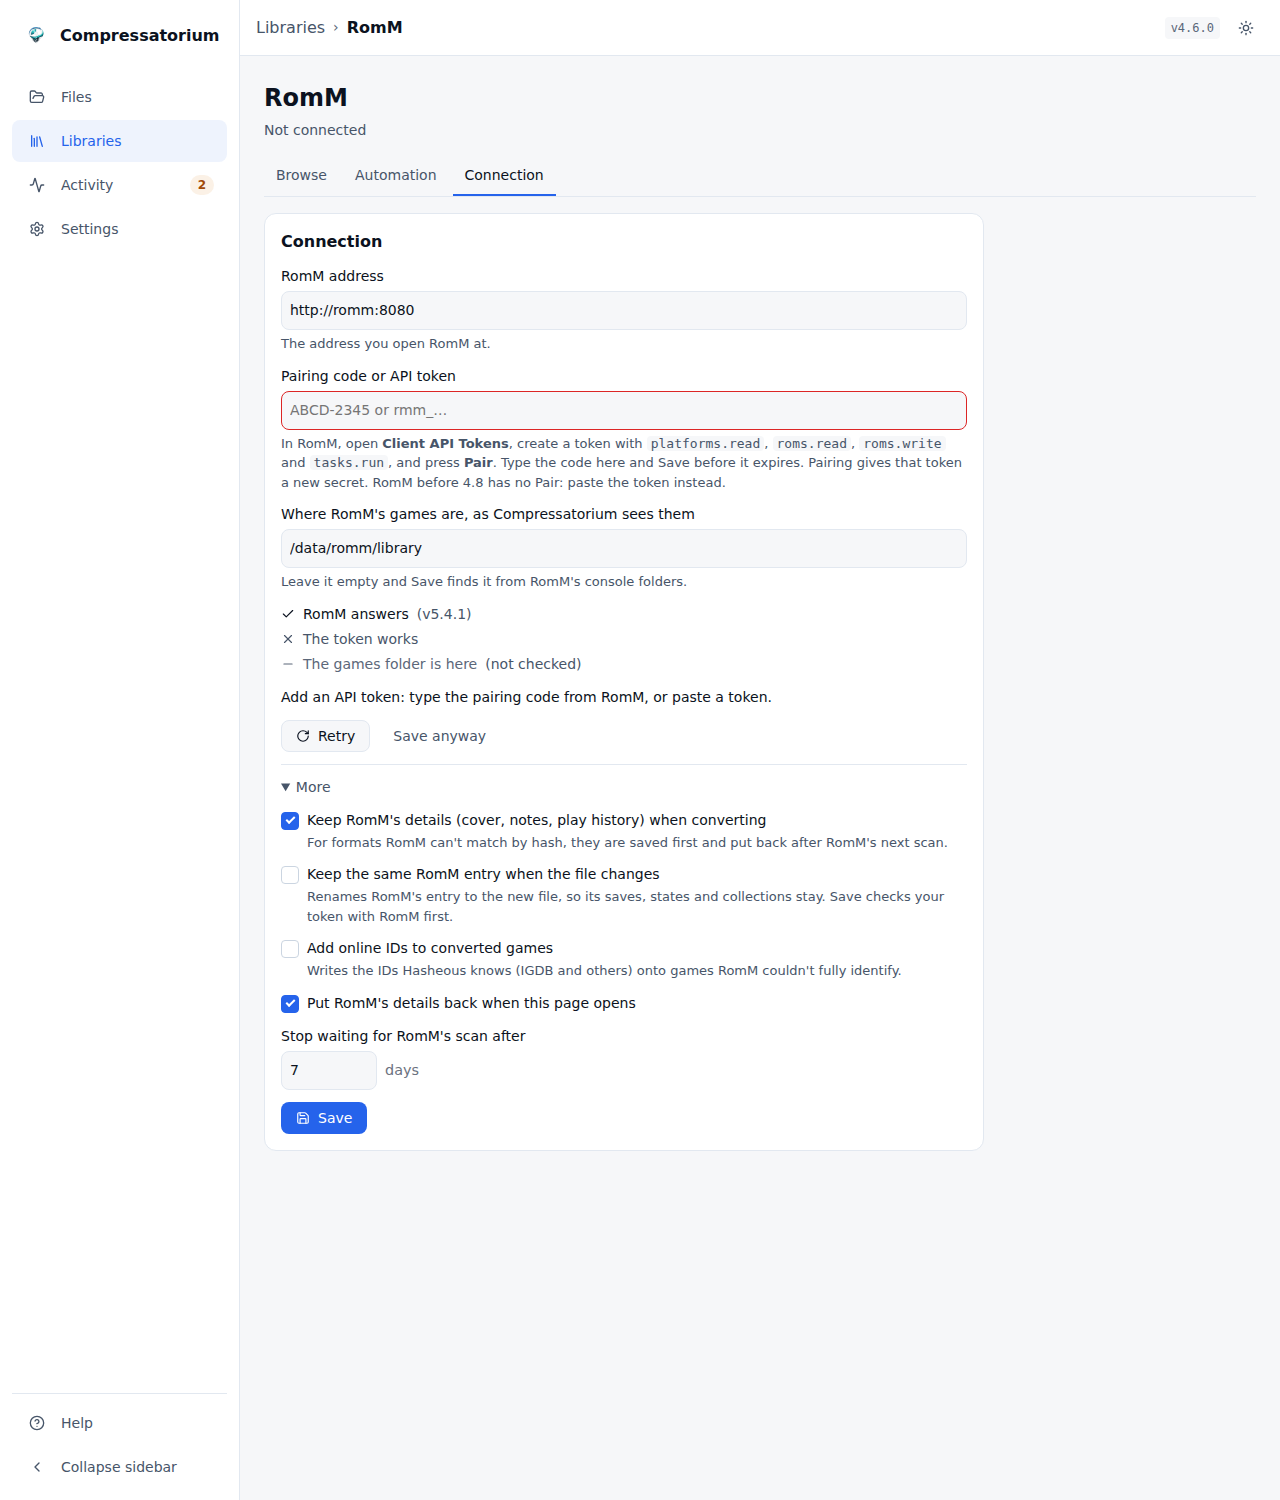 Compressatorium
Libraries › RomM
v4.6.0
Files
Libraries
Activity
2
Settings
RomM
Not connected
Browse
Automation
Connection
Connection
RomM address
http://romm:8080
The address you open RomM at.
Pairing code or API token
ABCD-2345 or rmm_...
In RomM, open Client API Tokens, create a token with platforms.read, roms.read, roms.write
and tasks.run, and press Pair. Type the code here and Save before it expires. Pairing gives that token
a new secret. RomM before 4.8 has no Pair: paste the token instead.
Where RomM's games are, as Compressatorium sees them
/data/romm/library
Leave it empty and Save finds it from RomM's console folders.
RomM answers (v5.4.1)
The token works
The games folder is here (not checked)
Add an API token: type the pairing code from RomM, or paste a token.
Retry
Save anyway
▼ More
Keep RomM's details (cover, notes, play history) when converting
For formats RomM can't match by hash, they are saved first and put back after RomM's next scan.
Keep the same RomM entry when the file changes
Renames RomM's entry to the new file, so its saves, states and collections stay. Save checks your
token with RomM first.
Add online IDs to converted games
Writes the IDs Hasheous knows (IGDB and others) onto games RomM couldn't fully identify.
Put RomM's details back when this page opens
Stop waiting for RomM's scan after
7 days
Save
Help
Collapse sidebar